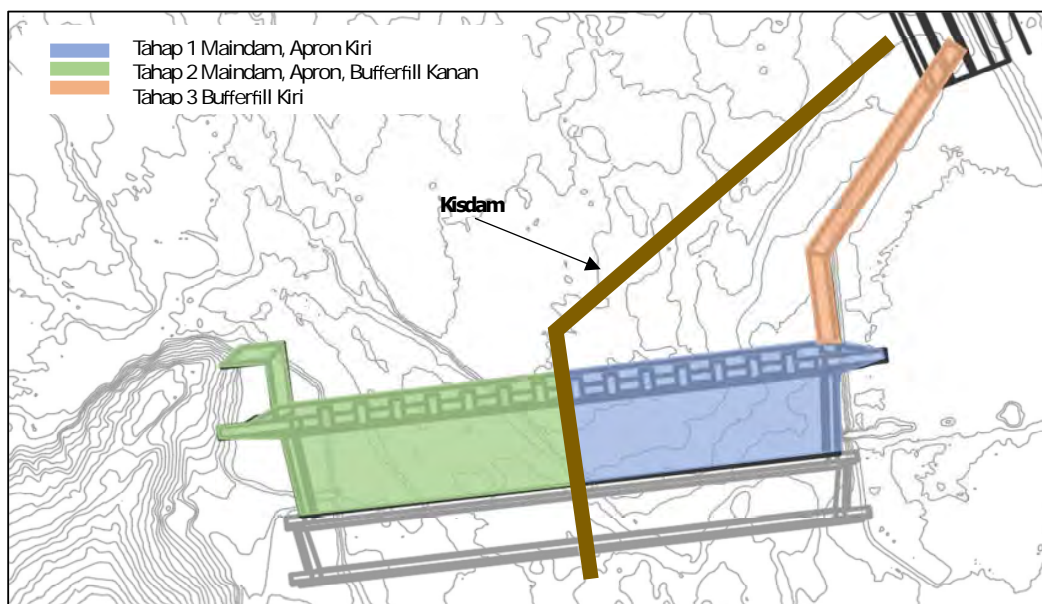 Tahap 1 Maindam, Apron Kiri
Tahap 2 Maindam, Apron, Bufferfill Kanan
Tahap 3 Bufferfill Kiri
Kisdam